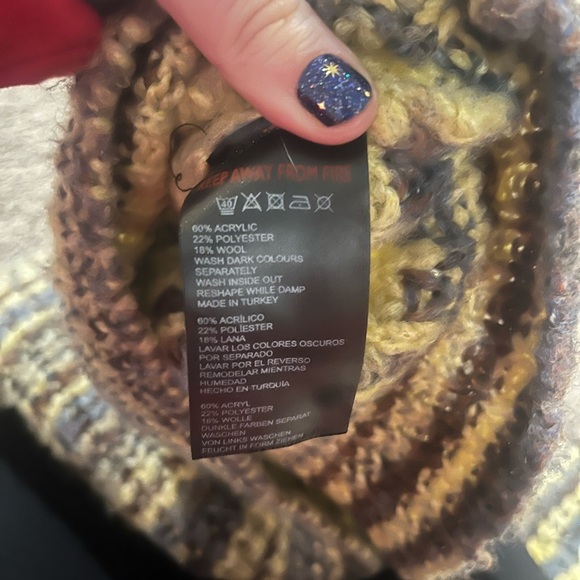 KEEP AWAY FROM FIRE
40
60% ACRYLIC
22% POLYESTER
18% WOOL
WASH DARK COLOURS
SEPARATELY
WASH INSIDE OUT
RESHAPE WHILE DAMP
MADE IN TURKEY
60% ACRÍLICO
22% POLÍESTER
18% LANA
LAVAR LOS COLORES OSCUROS
POR SEPARADO
LAVAR POR EL REVERSO
REMODELAR MIENTRAS
HUMEDAD
HECHO EN TURQUÍA
60% ACRYL
22% POLYESTER
18% WOLLE
DUNKLE FARBEN SEPARAT
WASCHEN
VON LINKS WASCHEN
FEUCHT IN FORM ZIEHEN